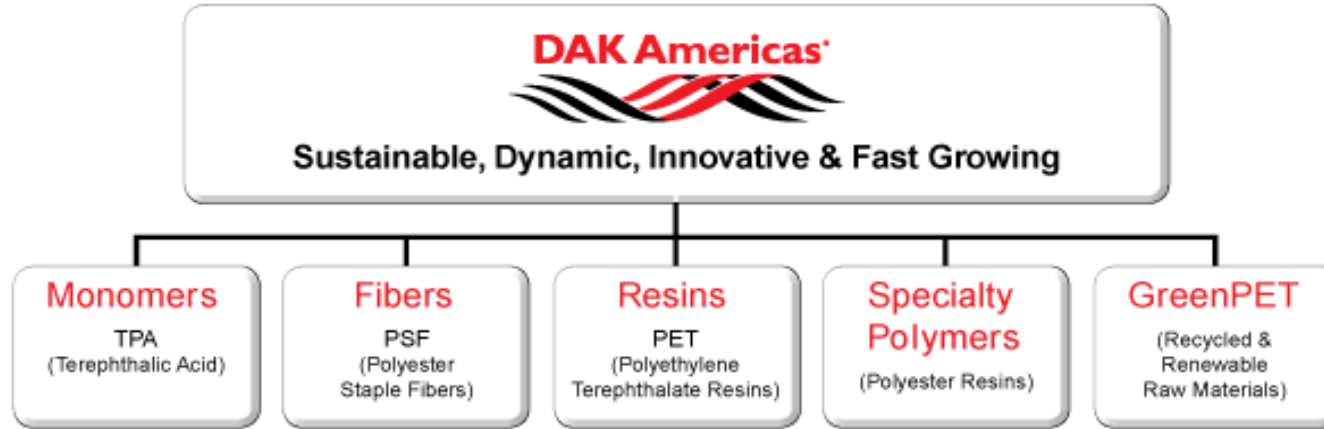 DAK Americas
Sustainable, Dynamic, Innovative & Fast Growing
Monomers
TPA
(Terephthalic Acid)
Fibers
PSF
(Polyester
Staple Fibers)
Resins
PET
(Polyethylene
Terephthalate Resins)
Specialty
Polymers
(Polyester Resins)
GreenPET
(Recycled &
Renewable
Raw Materials)